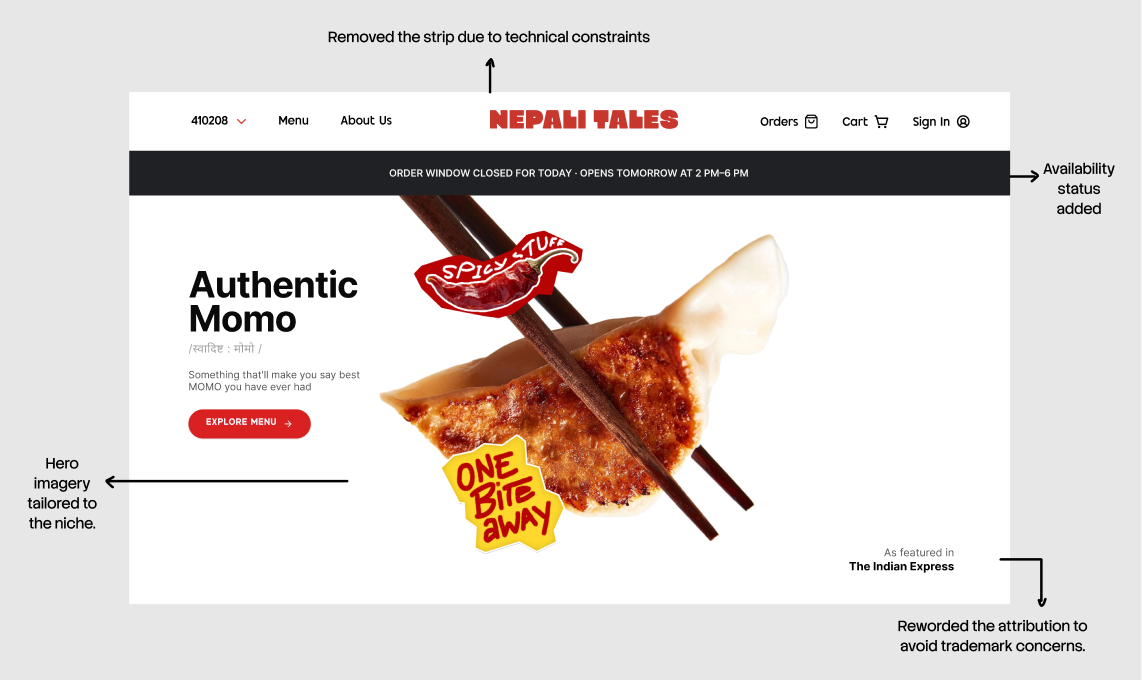 Removed the strip due to technical constraints
410208
Menu
About Us
NEPALI TALES
Orders
Cart
Sign In
ORDER WINDOW CLOSED FOR TODAY · OPENS TOMORROW AT 2 PM–6 PM
Availability
status
added
SPICY STUFF
Authentic
Momo
/स्वादिष्ट : मोमो /
Something that'll make you say best
MOMO you have ever had
EXPLORE MENU
ONE
BiTE
aWAY
Hero
imagery
tailored to
the niche.
As featured in
The Indian Express
Reworded the attribution to
avoid trademark concerns.